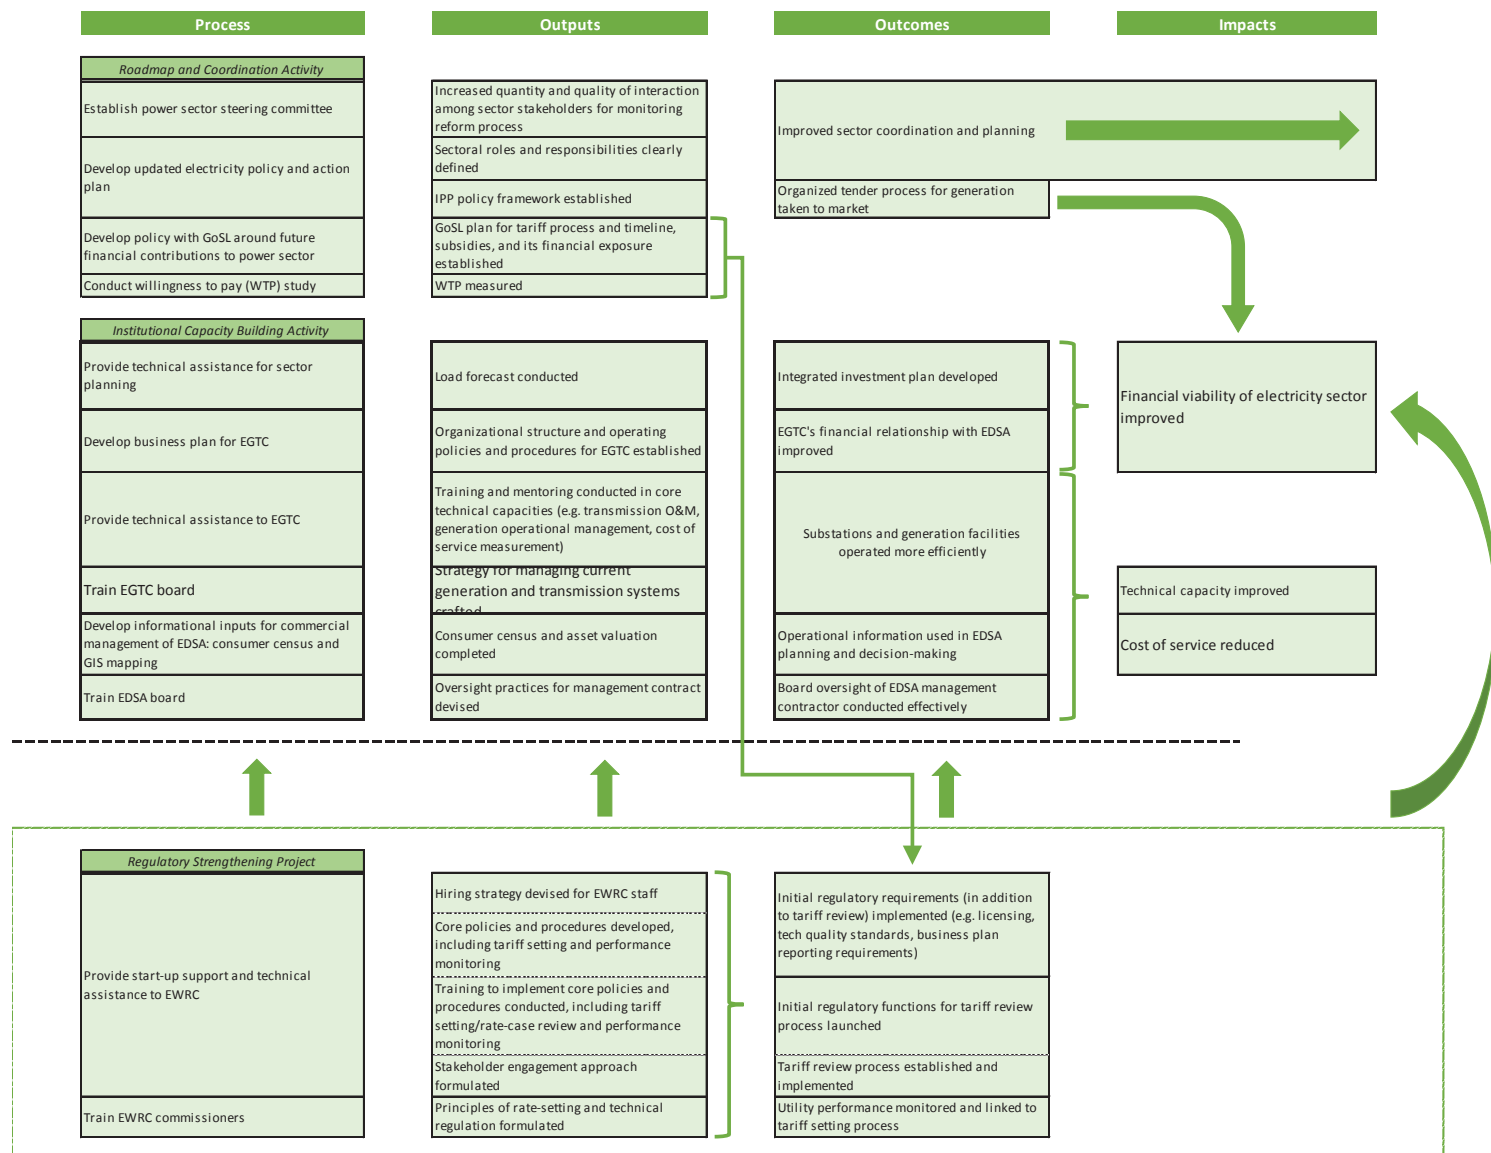 Process
Outputs
Outcomes
Impacts
Roadmap and Coordination Activity
Establish power sector steering committee
Develop updated electricity policy and action
plan
Develop policy with GoSL around future
financial contributions to power sector
Conduct willingness to pay (WTP) study
Increased quantity and quality of interaction
among sector stakeholders for monitoring
reform process
Sectoral roles and responsibilities clearly
defined
IPP policy framework established
GoSL plan for tariff process and timeline,
subsidies, and its financial exposure
established
WTP measured
Improved sector coordination and planning
Organized tender process for generation
taken to market
Institutional Capacity Building Activity
Provide technical assistance for sector
planning
Develop business plan for EGTC
Provide technical assistance to EGTC
Train EGTC board
Develop informational inputs for commercial
management of EDSA: consumer census and
GIS mapping
Train EDSA board
Load forecast conducted
Organizational structure and operating
policies and procedures for EGTC established
Training and mentoring conducted in core
technical capacities (e.g. transmission O&M,
generation operational management, cost of
service measurement)
Strategy for managing current
generation and transmission systems
crafted
Consumer census and asset valuation
completed
Oversight practices for management contract
devised
Integrated investment plan developed
EGTC's financial relationship with EDSA
improved
Substations and generation facilities
operated more efficiently
Operational information used in EDSA
planning and decision-making
Board oversight of EDSA management
contractor conducted effectively
Financial viability of electricity sector
improved
Technical capacity improved
Cost of service reduced
Regulatory Strengthening Project
Provide start-up support and technical
assistance to EWRC
Train EWRC commissioners
Hiring strategy devised for EWRC staff
Core policies and procedures developed,
including tariff setting and performance
monitoring
Training to implement core policies and
procedures conducted, including tariff
setting/rate-case review and performance
monitoring
Stakeholder engagement approach
formulated
Principles of rate-setting and technical
regulation formulated
Initial regulatory requirements (in addition
to tariff review) implemented (e.g. licensing,
tech quality standards, business plan
reporting requirements)
Initial regulatory functions for tariff review
process launched
Tariff review process established and
implemented
Utility performance monitored and linked to
tariff setting process